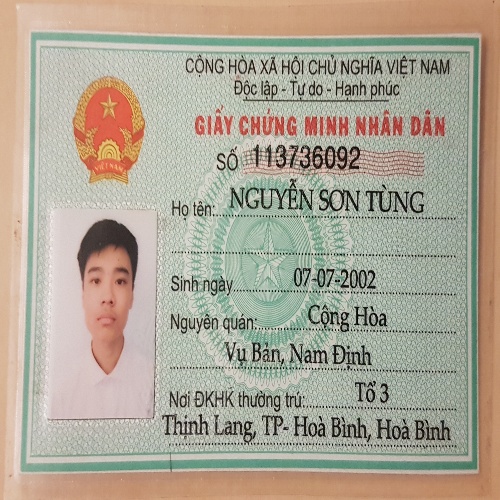 CỘNG HÒA XÃ HỘI CHỦ NGHĨA VIỆT NAM
Độc lập - Tự do - Hạnh phúc
GIẤY CHỨNG MINH NHÂN DÂN
SỐ 113736092
Họ tên: NGUYỄN SƠN TÙNG
Sinh ngày 07-07-2002
Nguyên quán: Cộng Hòa
Vụ Bản, Nam Định
Nơi ĐKHK thường trú: Tổ 3
Thịnh Lang, TP- Hoà Bình, Hoà Bình
VIỆT NAM